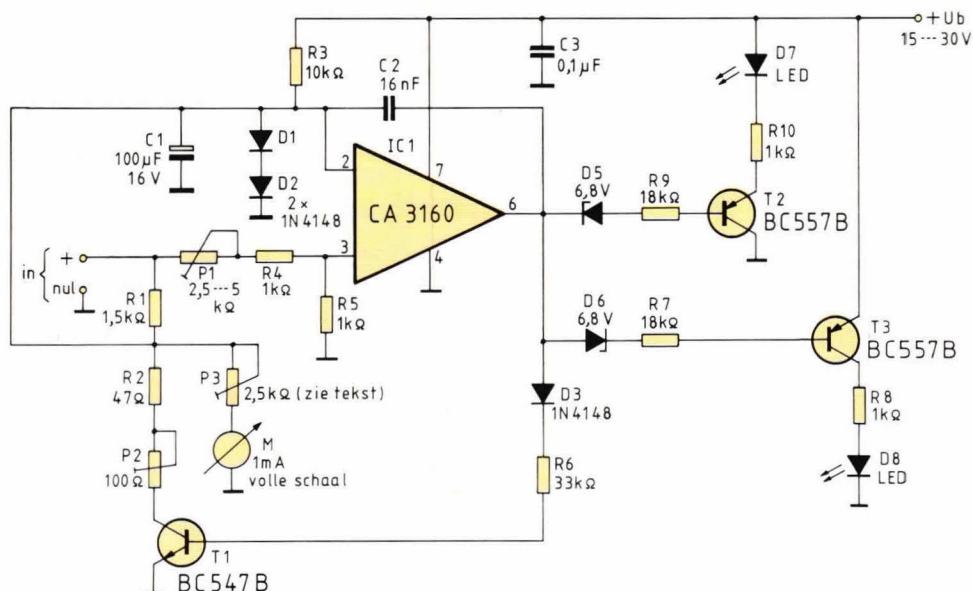 + Ub
15---30V
R3
10kΩ
C2
16nF
C3
0,1µF
D7
LED
C1
100µF
16V
D1
D2
2×
1N4148
IC1
2
7
CA 3160
6
3
4
D5
6,8V
R9
18kΩ
R10
1kΩ
T2
BC557B
in
+
nul
P1
2,5---5
kΩ
R4
1kΩ
R1
1,5kΩ
R5
1kΩ
D6
6,8V
R7
18kΩ
T3
BC557B
R2
47Ω
P3
2,5kΩ (zie tekst)
D3
1N4148
R8
1kΩ
P2
100Ω
M
1mA
volle schaal
R6
33kΩ
D8
LED
T1
BC547B